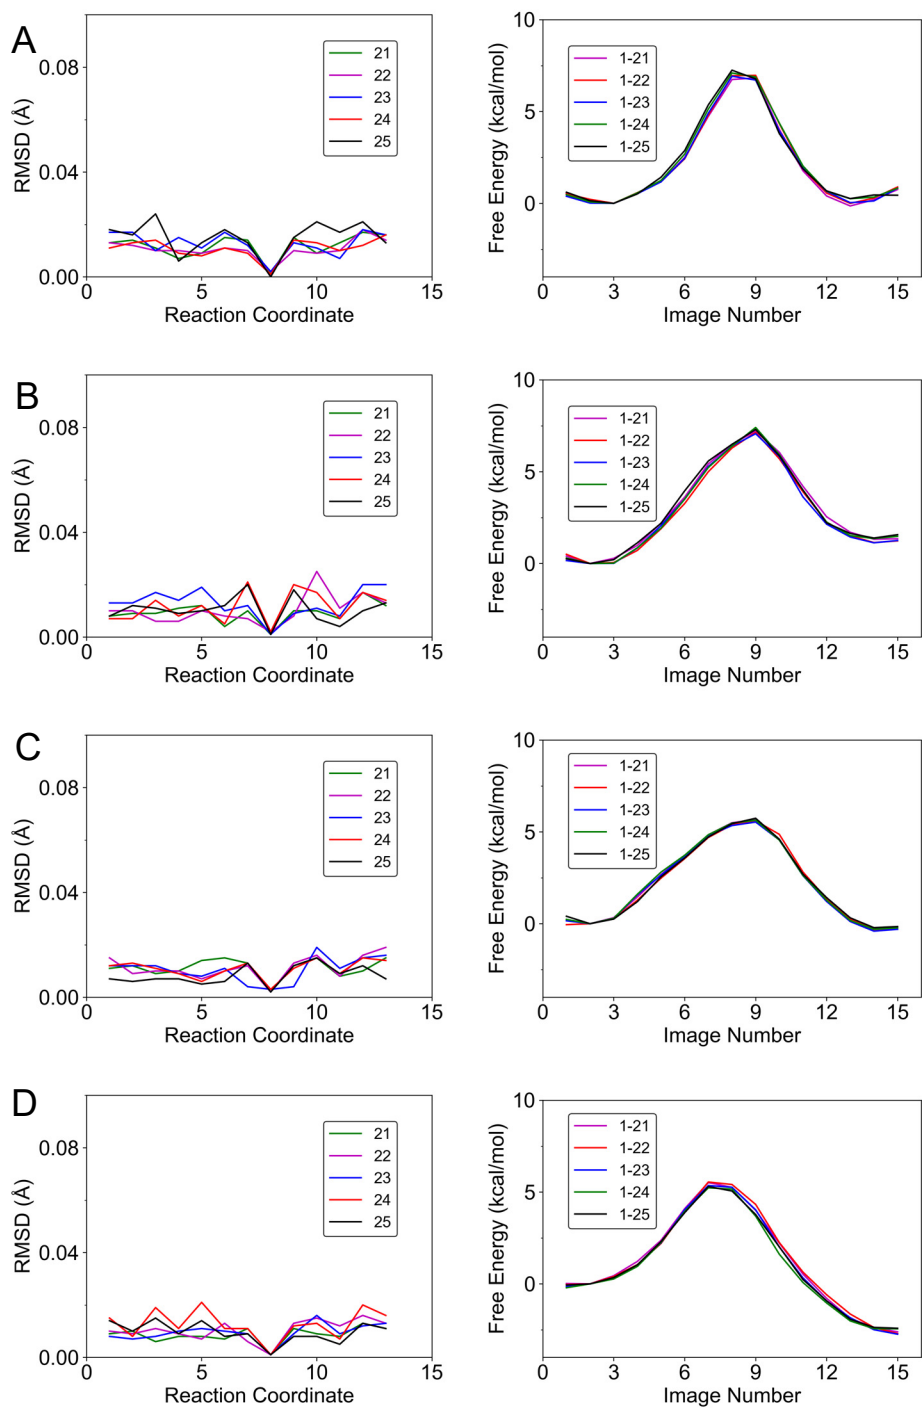 A
RMSD (Å)
0.08
0.04
0.00
21
22
23
24
25
0 5 10 15
Reaction Coordinate
Free Energy (kcal/mol)
10
5
0
1-21
1-22
1-23
1-24
1-25
0 3 6 9 12 15
Image Number
B
RMSD (Å)
0.08
0.04
0.00
21
22
23
24
25
0 5 10 15
Reaction Coordinate
Free Energy (kcal/mol)
10
5
0
1-21
1-22
1-23
1-24
1-25
0 3 6 9 12 15
Image Number
C
RMSD (Å)
0.08
0.04
0.00
21
22
23
24
25
0 5 10 15
Reaction Coordinate
Free Energy (kcal/mol)
10
5
0
1-21
1-22
1-23
1-24
1-25
0 3 6 9 12 15
Image Number
D
RMSD (Å)
0.08
0.04
0.00
21
22
23
24
25
0 5 10 15
Reaction Coordinate
Free Energy (kcal/mol)
10
5
0
1-21
1-22
1-23
1-24
1-25
0 3 6 9 12 15
Image Number